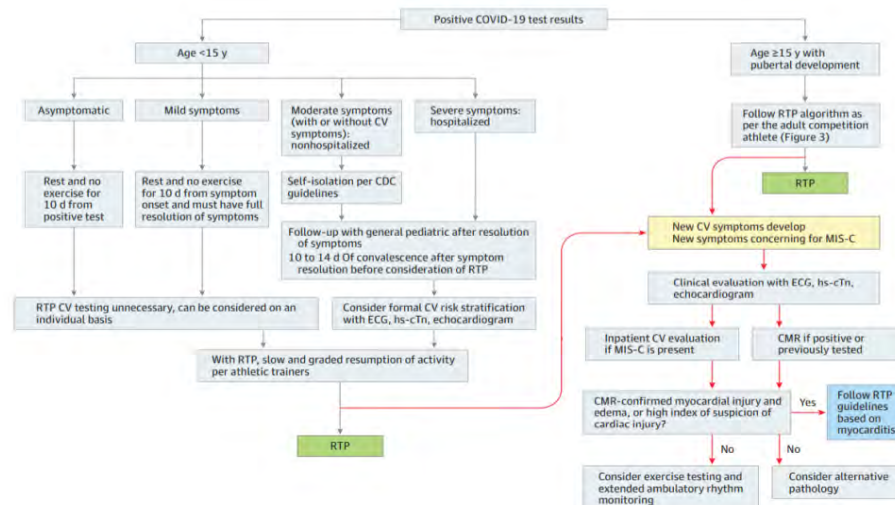 Positive COVID-19 test results
Age <15 y
Age ≥15 y with
pubertal development
Asymptomatic
Mild symptoms
Moderate symptoms
(with or without CV
symptoms):
nonhospitalized
Severe symptoms:
hospitalized
Follow RTP algorithm as
per the adult competition
athlete (Figure 3)
Rest and no
exercise for
10 d from
positive test
Rest and no exercise
for 10 d from symptom
onset and must have full
resolution of symptoms
Self-isolation per CDC
guidelines
RTP
Follow-up with general pediatric after resolution
of symptoms
10 to 14 d Of convalescence after symptom
resolution before consideration of RTP
New CV symptoms develop
New symptoms concerning for MIS-C
RTP CV testing unnecessary, can be considered on an
individual basis
Consider formal CV risk stratification
with ECG, hs-cTn, echocardiogram
Clinical evaluation with ECG, hs-cTn,
echocardiogram
With RTP, slow and graded resumption of activity
per athletic trainers
Inpatient CV evaluation
if MIS-C is present
CMR if positive or
previously tested
RTP
CMR-confirmed myocardial injury and
edema, or high index of suspicion of
cardiac injury?
Yes
Follow RTP
guidelines
based on
myocarditis
No
No
Consider exercise testing and
extended ambulatory rhythm
monitoring
Consider alternative
pathology